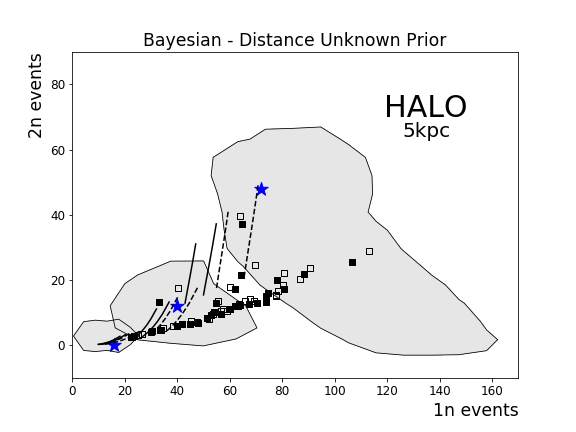 Bayesian - Distance Unknown Prior
2n events
80
60
40
20
0
HALO
5kpc
0 20 40 60 80 100 120 140 160
1n events